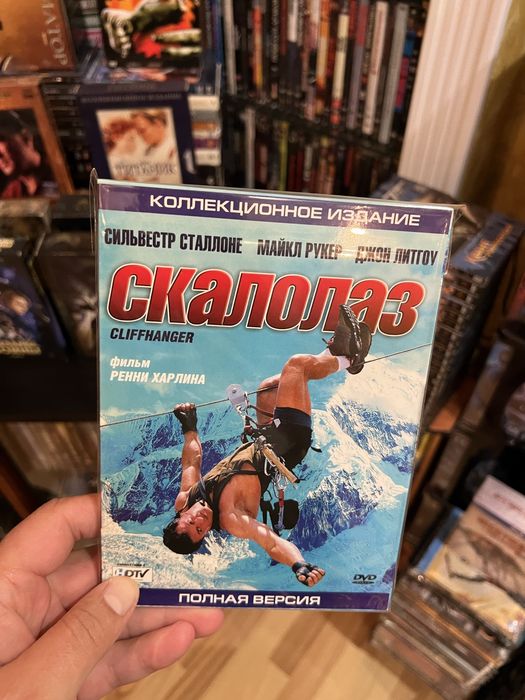 КОЛЛЕКЦИОННОЕ ИЗДАНИЕ
СИЛЬВЕСТР СТАЛЛОНЕ МАЙКЛ РУКЕР ДЖОН ЛИТГОУ
СКАЛОЛАЗ
CLIFFHANGER
фильм
РЕННИ ХАРЛИНА
HDTV
DVD
ПОЛНАЯ ВЕРСИЯ